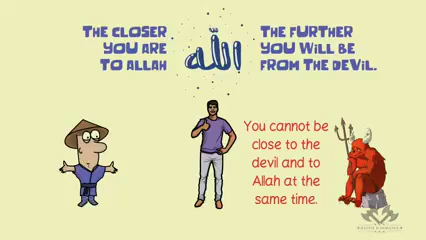 THE CLOSER
YOU ARE
TO ALLAH
الله
THE FURTHER
YOU WILL BE
FROM THE DEVIL.
You cannot be
close to the
devil and to
Allah at the
same time.